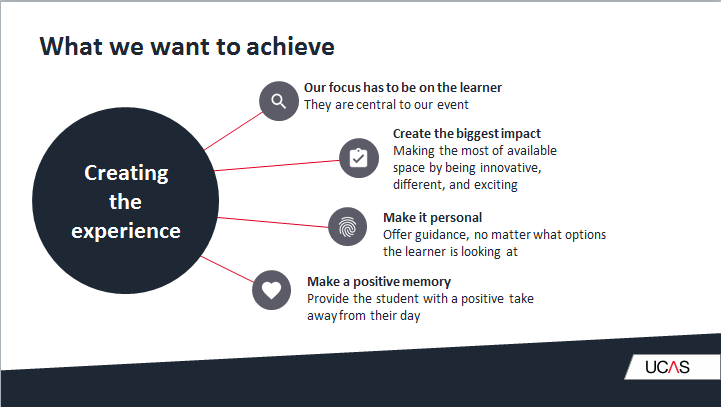 What we want to achieve
Creating
the
experience
Our focus has to be on the learner
They are central to our event
Create the biggest impact
Making the most of available
space by being innovative,
different, and exciting
Make it personal
Offer guidance, no matter what options
the learner is looking at
Make a positive memory
Provide the student with a positive take
away from their day
UCAS